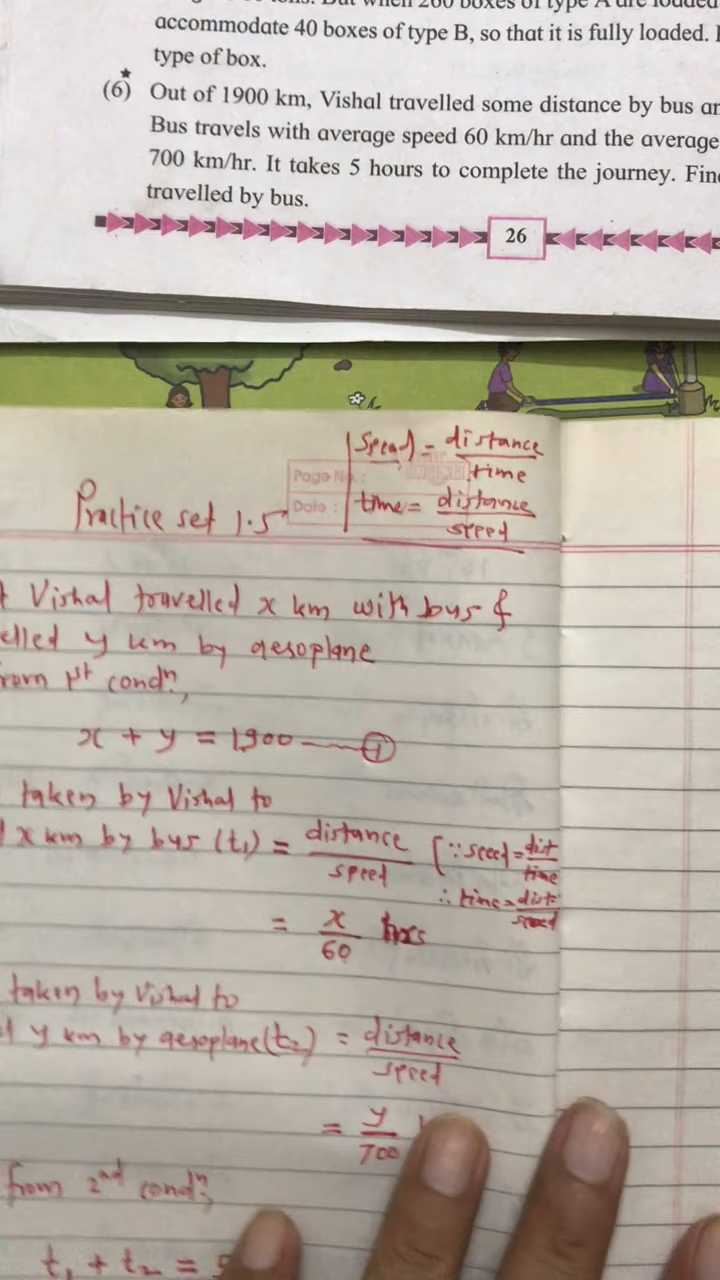 accommodate 40 boxes of type B, so that it is fully loaded.
type of box.
(6)* Out of 1900 km, Vishal travelled some distance by bus
Bus travels with average speed 60 km/hr and the average
700 km/hr. It takes 5 hours to complete the journey.
travelled by bus.
26
Speed = distance / time
Page No.:
Date:
time = distance / speed
Practice set 1.5
Vishal travelled x km with bus &
y km by aeroplane
1st condn,
x + y = 1900 — ①
taken by Vishal to
x km by bus (t₁) = distance / speed [∵ speed = dist / time
∴ time = dist / speed
= x / 60 hrs
taken by Vishal to
y km by aeroplane (t₂) = distance / speed
= y / 700
from 2nd condn,
t₁ + t₂ =